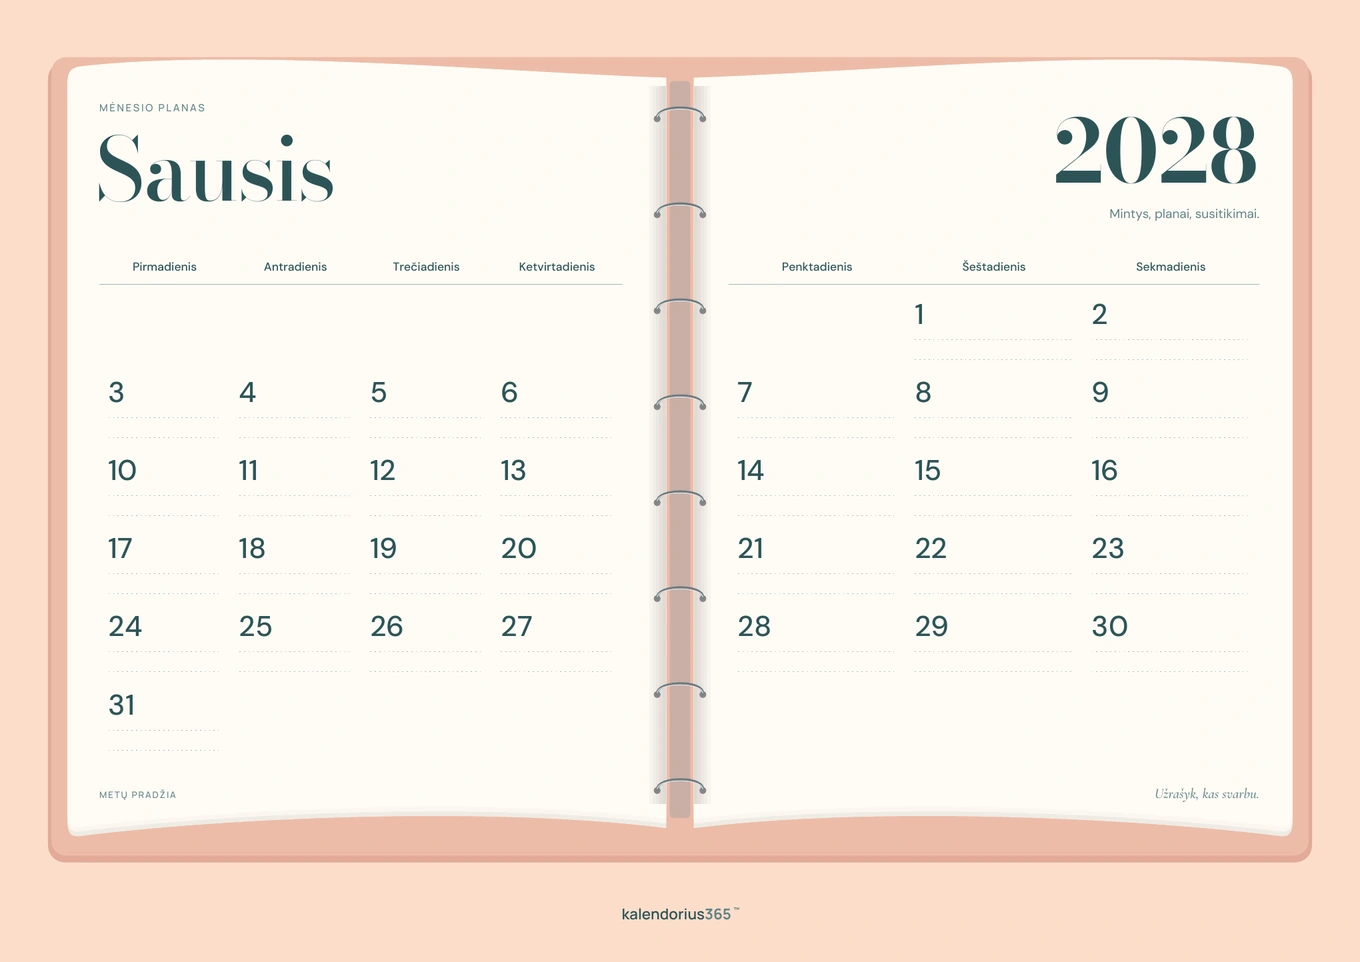 MĖNESIO PLANAS
Sausis
2028
Mintys, planai, susitikimai.
Pirmadienis Antradienis Trečiadienis Ketvirtadienis Penktadienis Šeštadienis Sekmadienis
1 2
3 4 5 6 7 8 9
10 11 12 13 14 15 16
17 18 19 20 21 22 23
24 25 26 27 28 29 30
31
METŲ PRADŽIA
Užrašyk, kas svarbu.
kalendorius365™